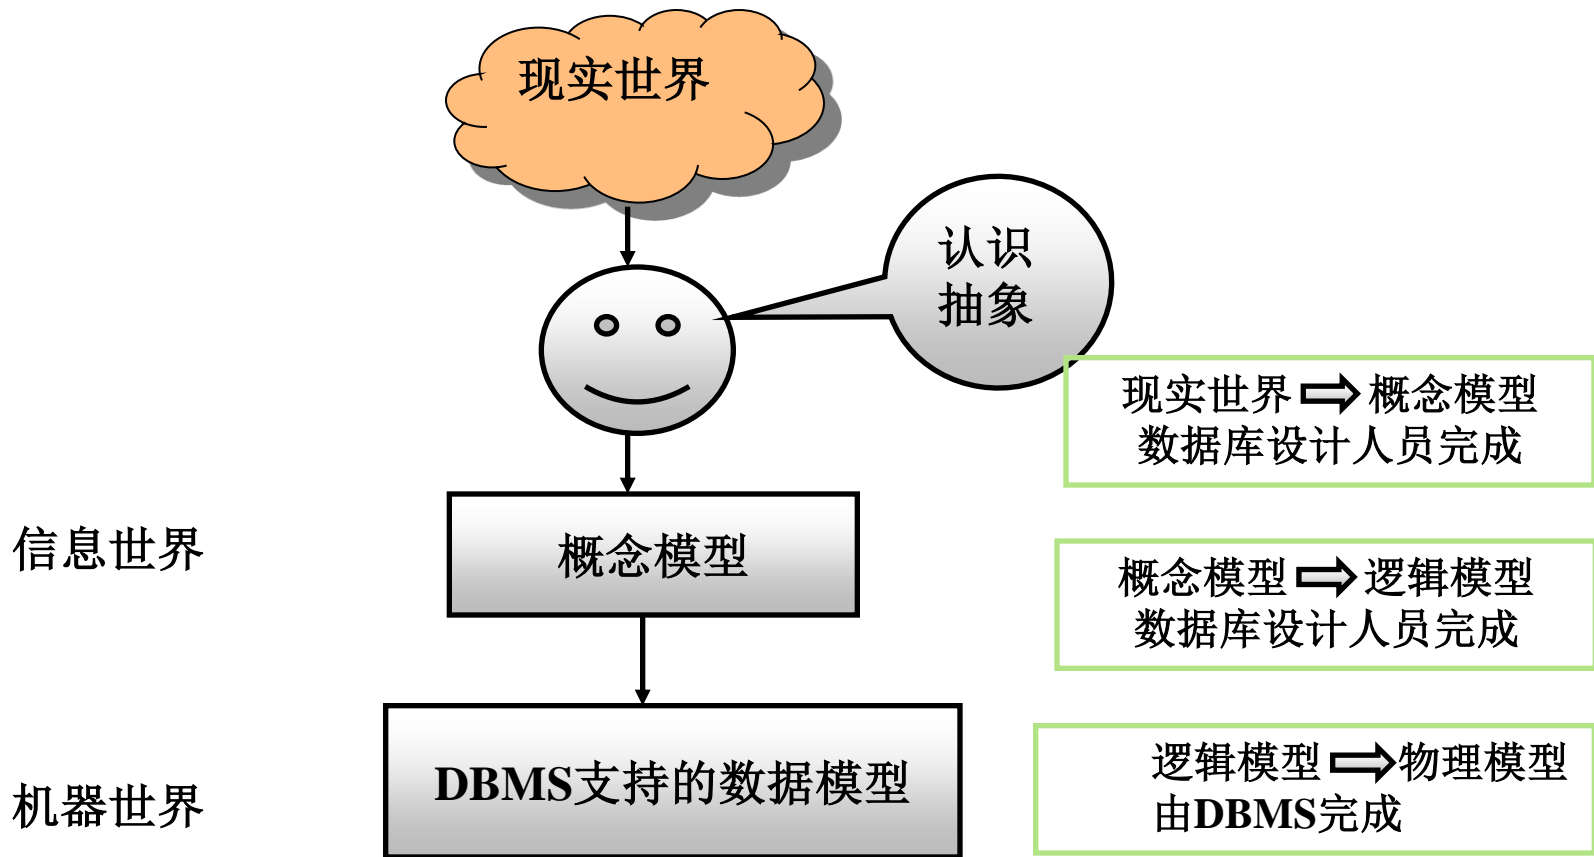 现实世界
认识
抽象
现实世界 概念模型
数据库设计人员完成
信息世界
概念模型
概念模型 逻辑模型
数据库设计人员完成
机器世界
DBMS支持的数据模型
逻辑模型 物理模型
由DBMS完成